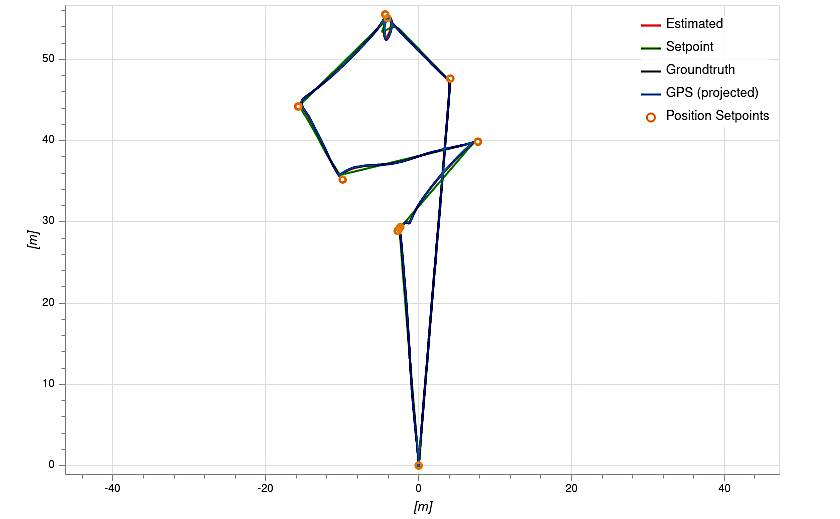 Estimated
Setpoint
Groundtruth
GPS (projected)
Position Setpoints
50
40
30
20
10
0
[m]
-40
-20
0
20
40
[m]